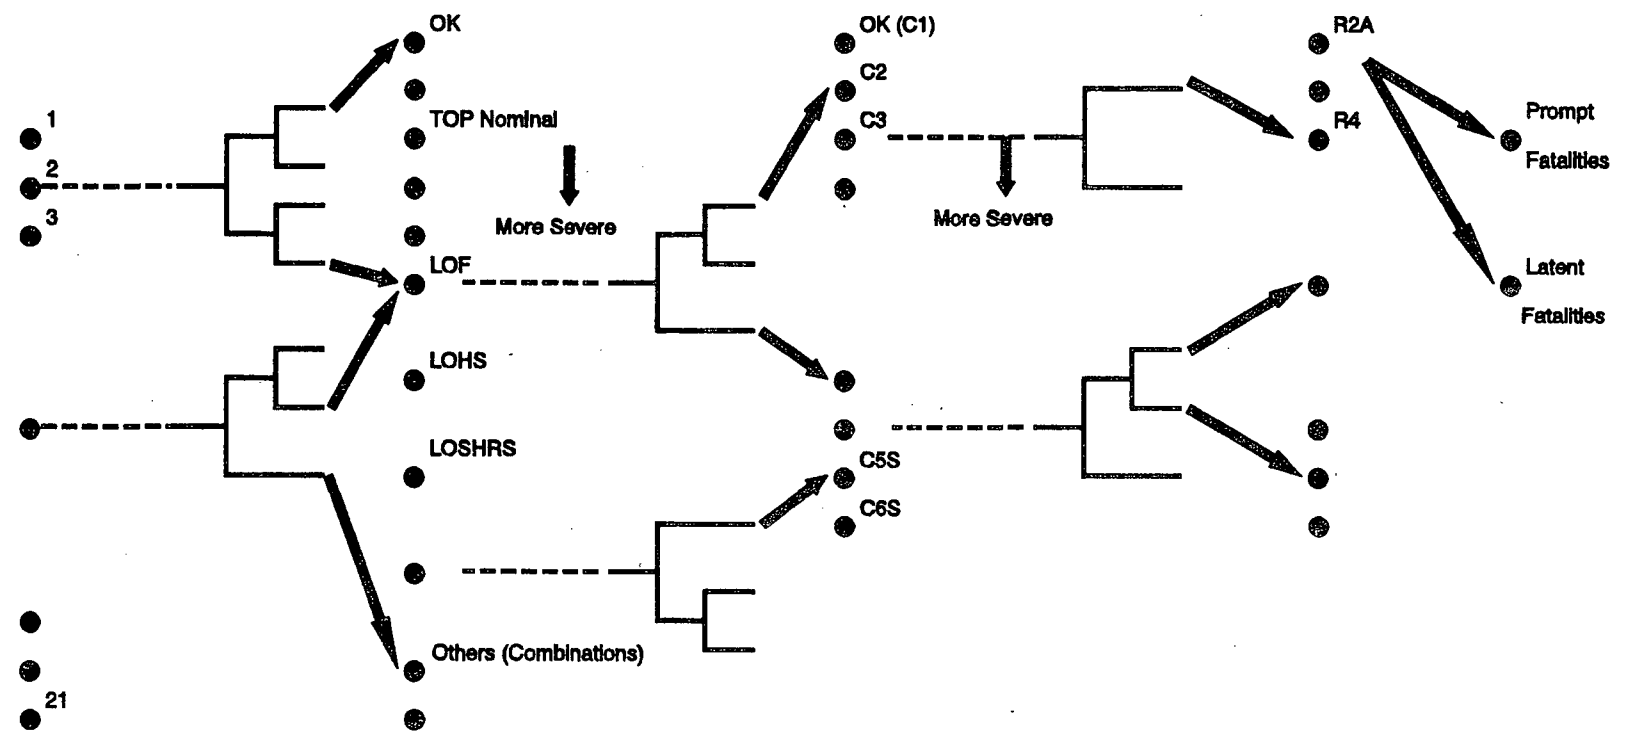 OK
OK (C1)
R2A
C2
1
TOP Nominal
C3
R4
Prompt
Fatalities
2
3
More Severe
More Severe
LOF
Latent
Fatalities
LOHS
LOSHRS
C5S
C6S
Others (Combinations)
21